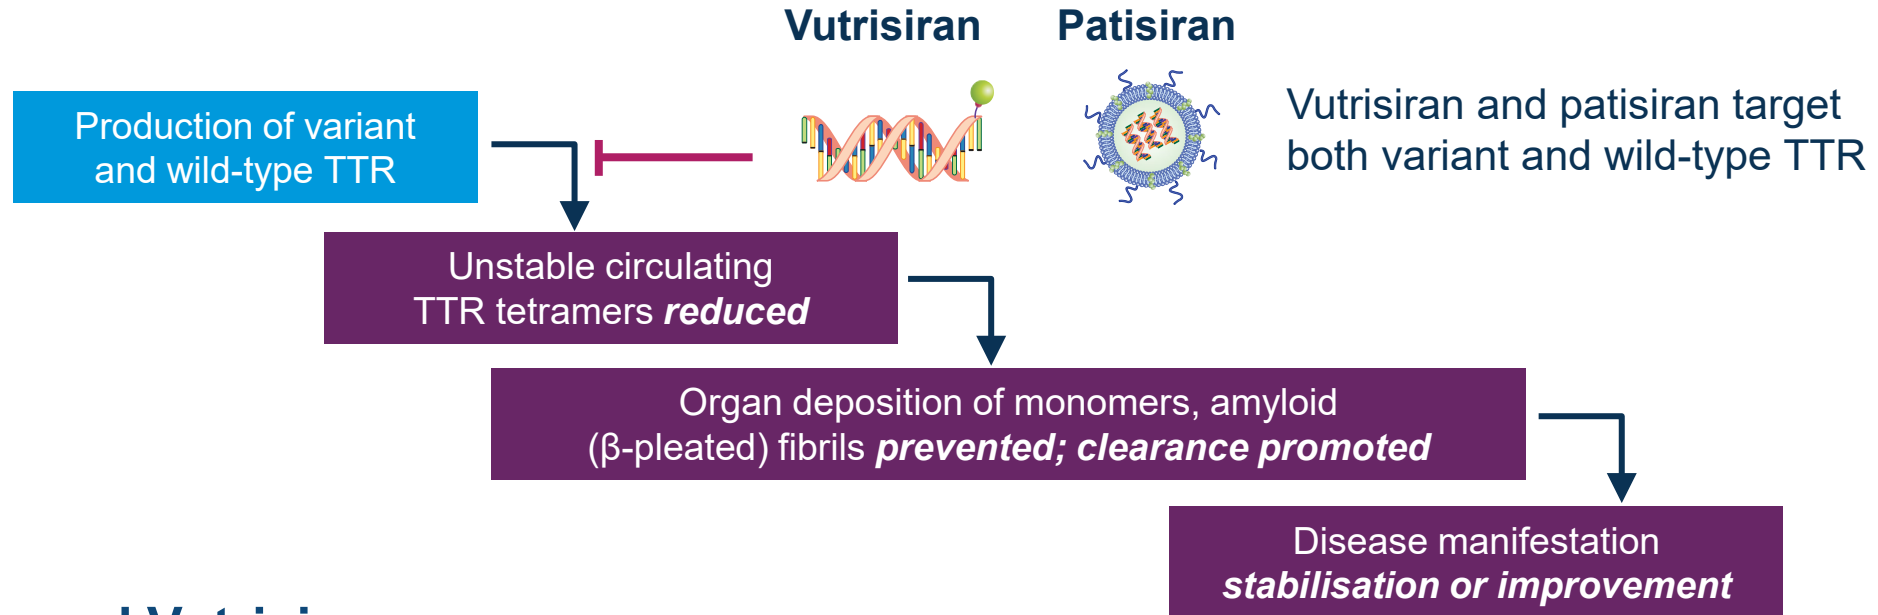 Vutrisiran
Patisiran
Production of variant
and wild-type TTR
Vutrisiran and patisiran target
both variant and wild-type TTR
Unstable circulating
TTR tetramers reduced
Organ deposition of monomers, amyloid
(β-pleated) fibrils prevented; clearance promoted
Disease manifestation
stabilisation or improvement